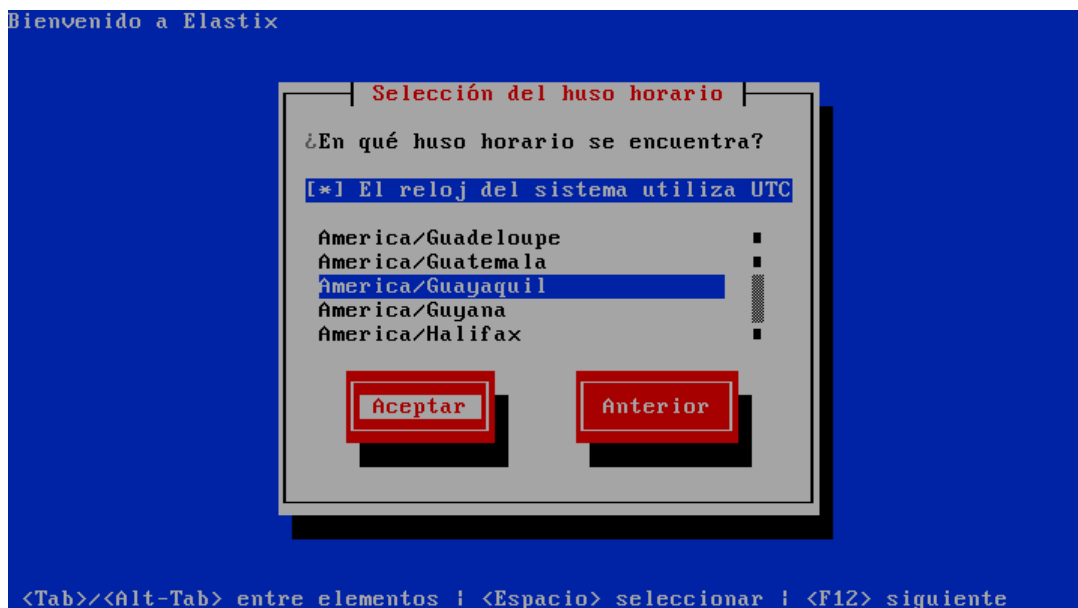 Bienvenido a Elastix
Selección del huso horario
¿En qué huso horario se encuentra?
[*] El reloj del sistema utiliza UTC
America/Guadeloupe
America/Guatemala
America/Guayaquil
America/Guyana
America/Halifax
Aceptar Anterior
<Tab>/<Alt-Tab> entre elementos ¦ <Espacio> seleccionar ¦ <F12> siguiente